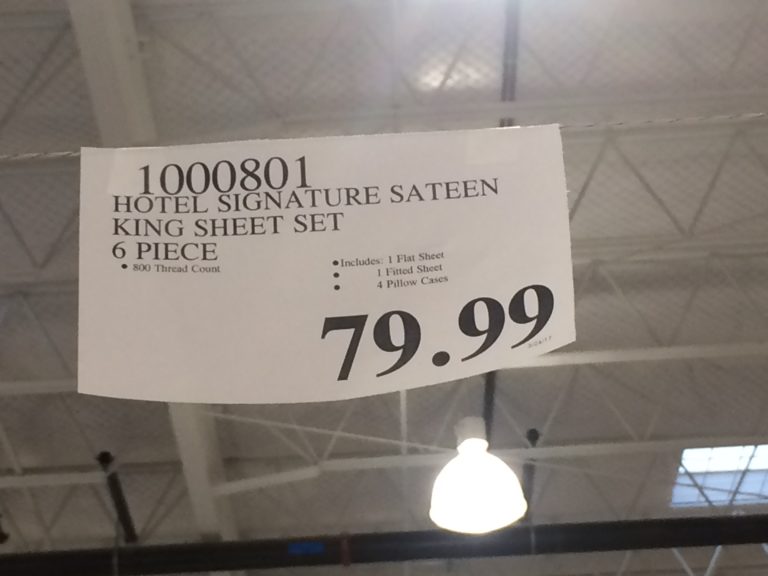 1000801
HOTEL SIGNATURE SATEEN
KING SHEET SET
6 PIECE
• 800 Thread Count
• Includes: 1 Flat Sheet
• 1 Fitted Sheet
• 4 Pillow Cases
79.99